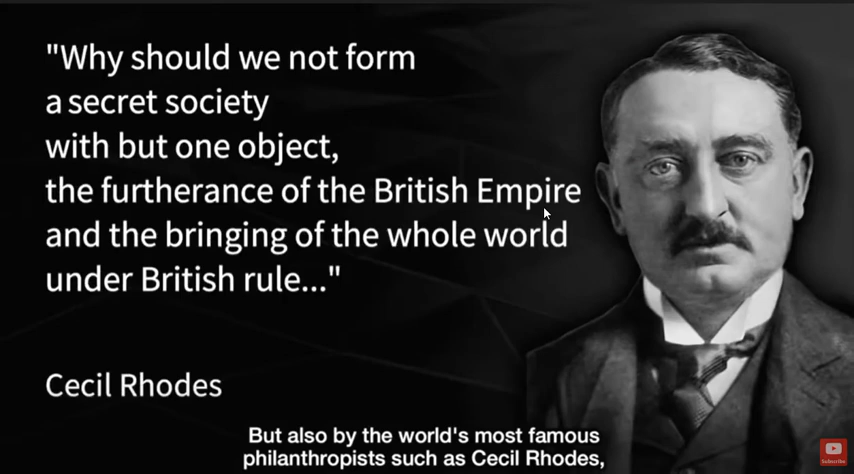 "Why should we not form
a secret society
with but one object,
the furtherance of the British Empire
and the bringing of the whole world
under British rule..."
Cecil Rhodes
But also by the world's most famous
philanthropists such as Cecil Rhodes,
Subscribe